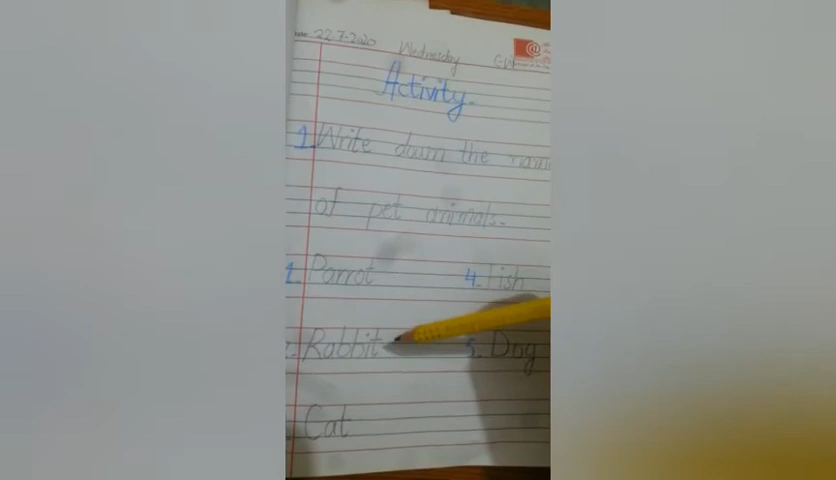 Date: 22-7-2020 Wednesday C-W
Activity.
1. Write down the
of pet animals.
1. Parrot 4. Fish
Rabbit 5. Dog
Cat